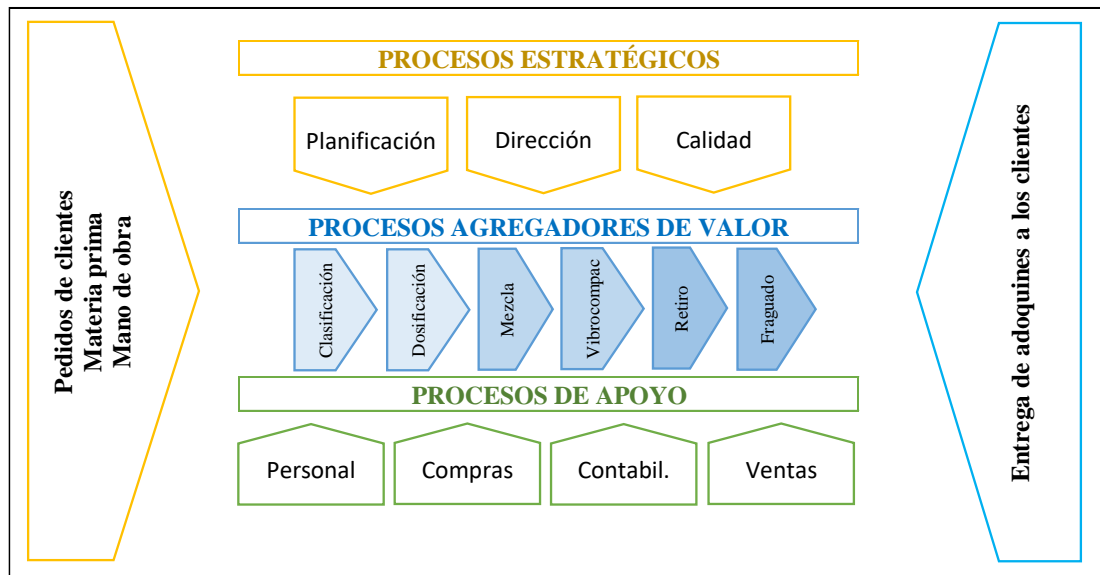 Pedidos de clientes
Materia prima
Mano de obra
PROCESOS ESTRATÉGICOS
Planificación
Dirección
Calidad
PROCESOS AGREGADORES DE VALOR
Clasificación
Dosificación
Mezcla
Vibrocompac
Retiro
Fraguado
PROCESOS DE APOYO
Personal
Compras
Contabil.
Ventas
Entrega de adoquines a los clientes